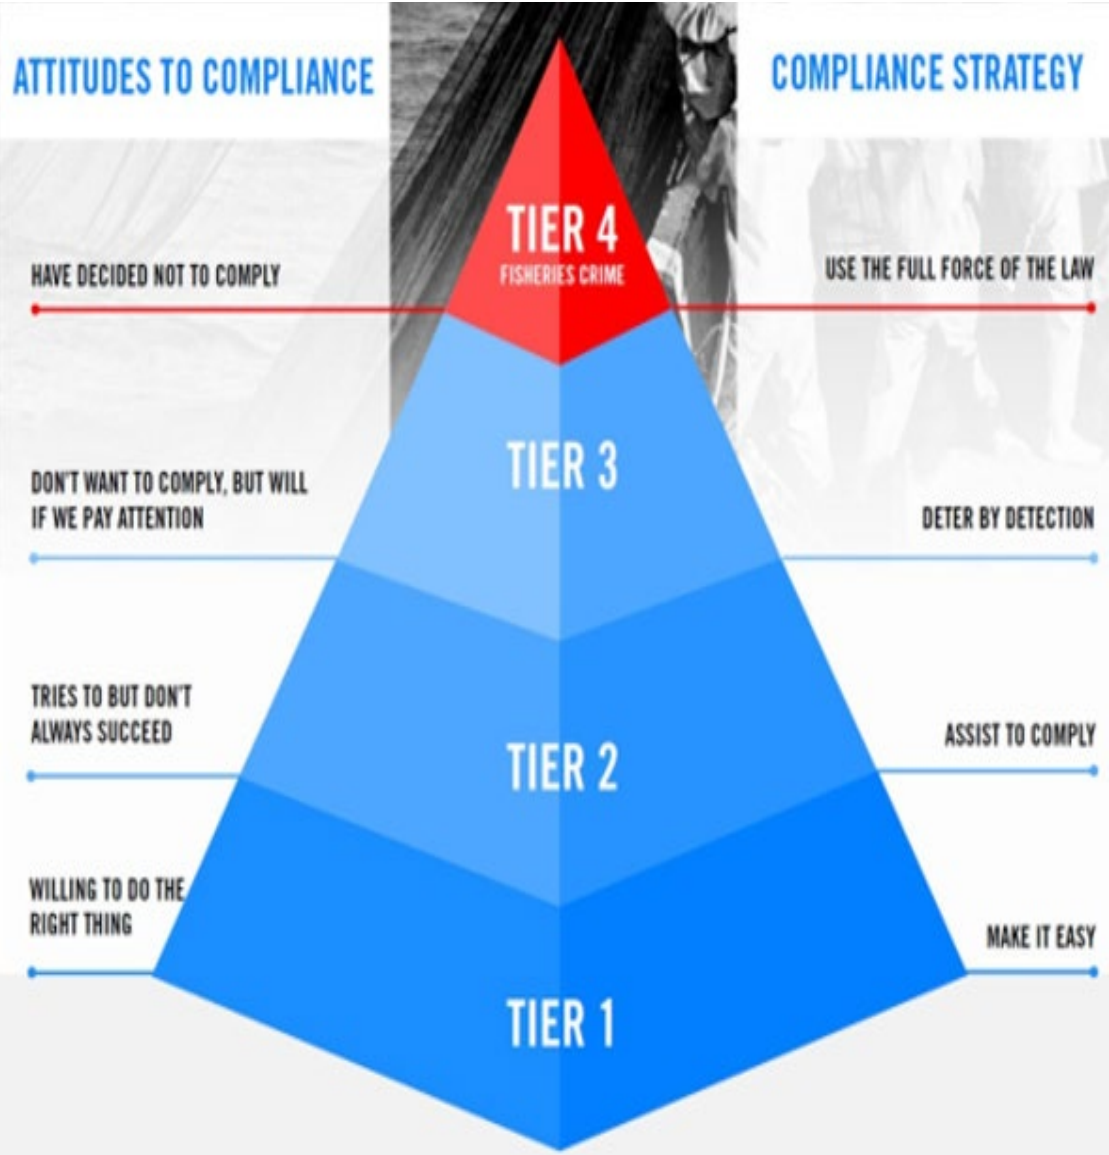 ATTITUDES TO COMPLIANCE
COMPLIANCE STRATEGY
TIER 4
FISHERIES CRIME
HAVE DECIDED NOT TO COMPLY
USE THE FULL FORCE OF THE LAW
TIER 3
DON'T WANT TO COMPLY, BUT WILL
IF WE PAY ATTENTION
DETER BY DETECTION
TRIES TO BUT DON'T
ALWAYS SUCCEED
TIER 2
ASSIST TO COMPLY
WILLING TO DO THE
RIGHT THING
MAKE IT EASY
TIER 1